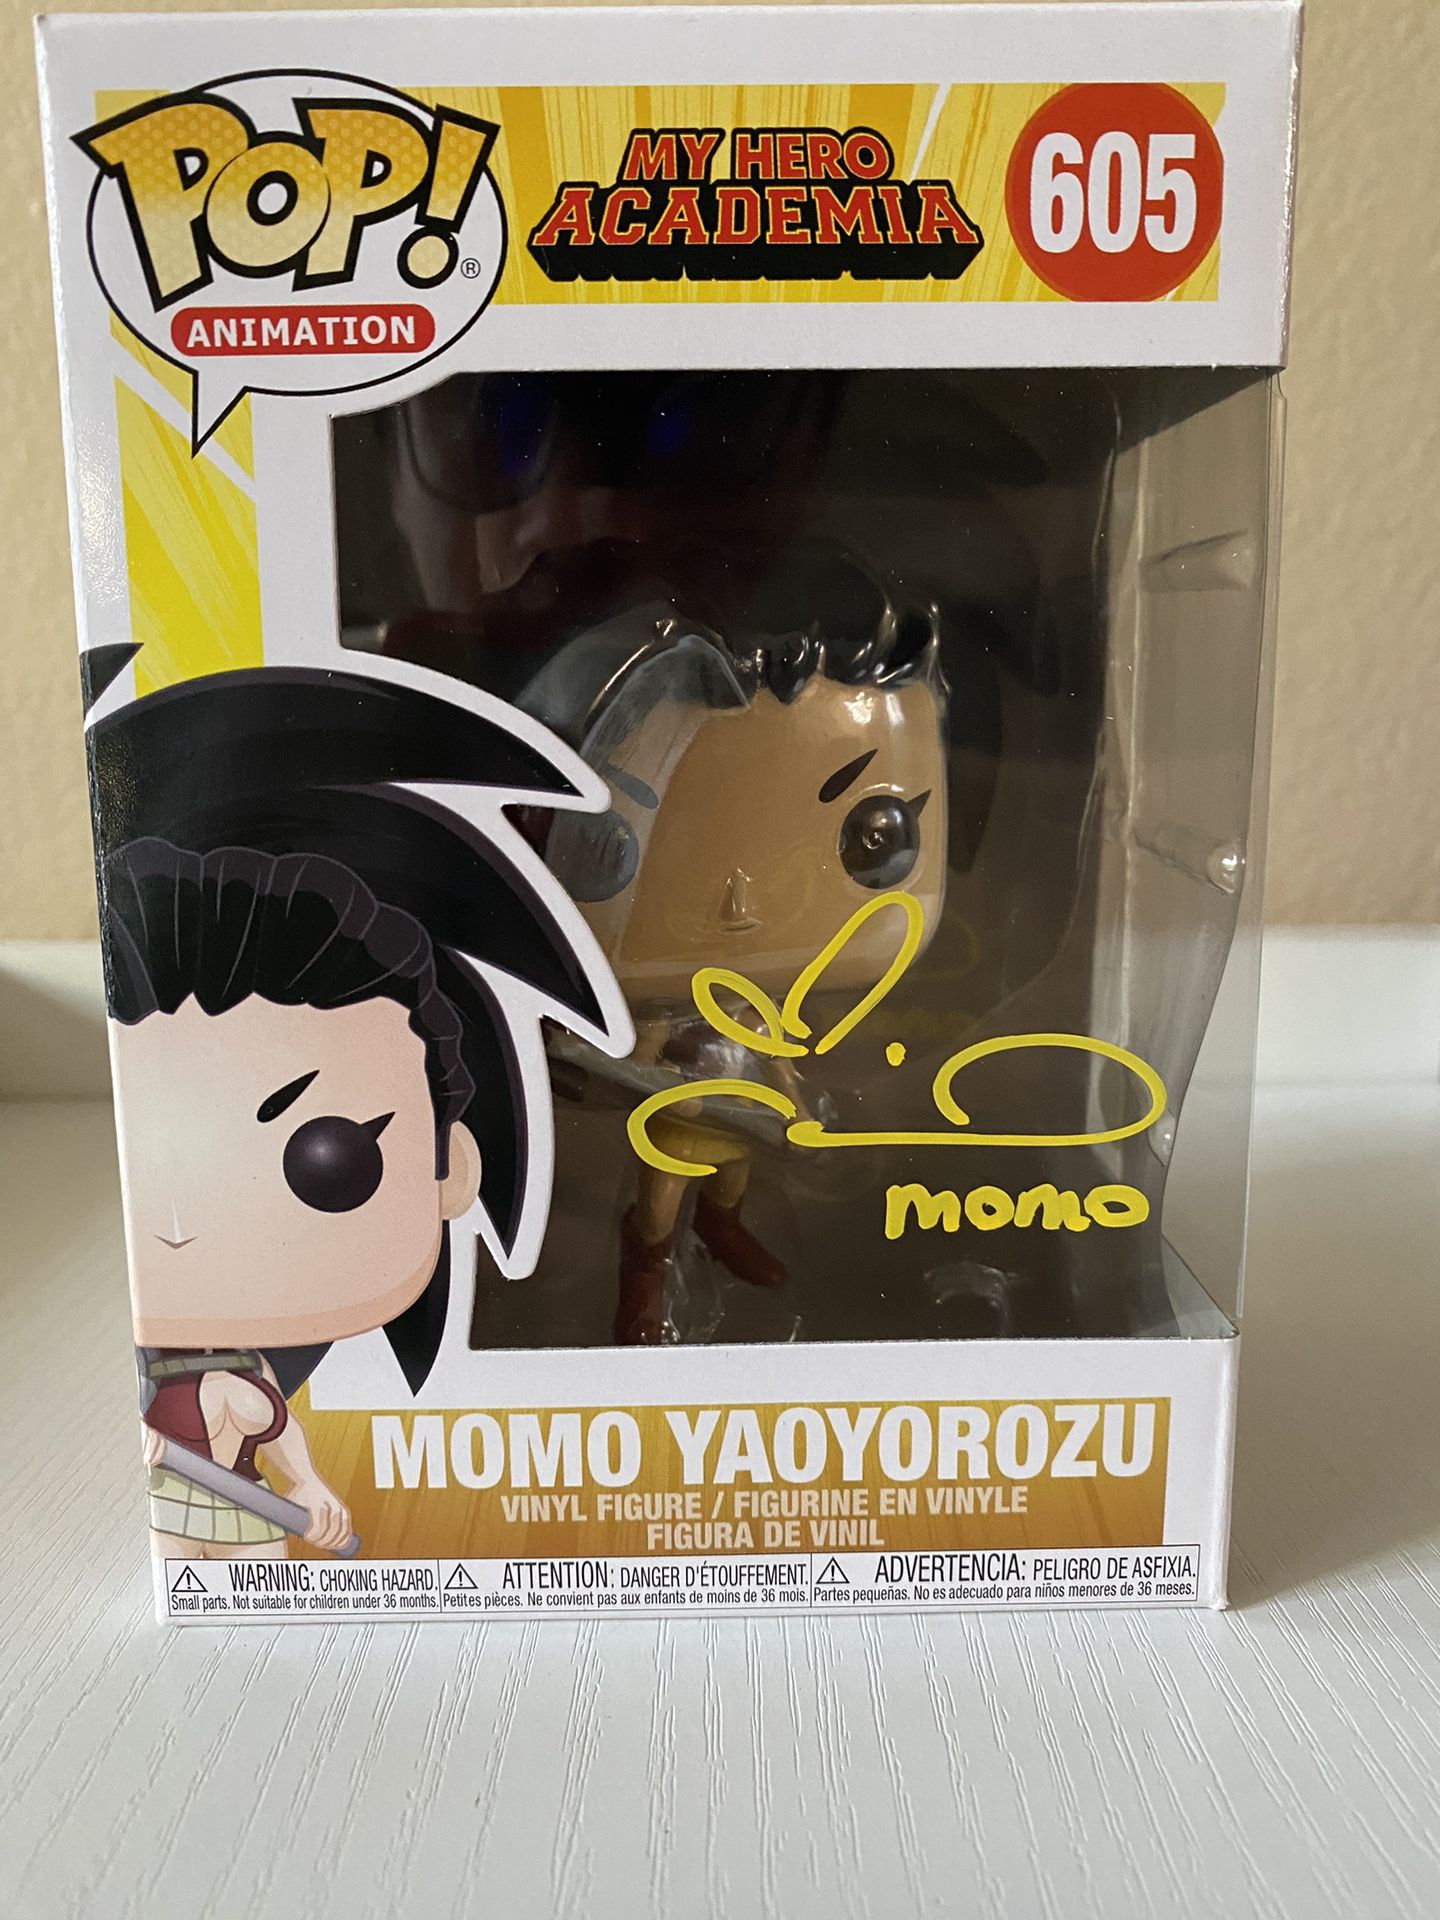 POP!®
ANIMATION
MY HERO
ACADEMIA
605
momo
MOMO YAOYOROZU
VINYL FIGURE / FIGURINE EN VINYLE
FIGURA DE VINIL
⚠ WARNING: CHOKING HAZARD.
Small parts. Not suitable for children under 36 months.
⚠ ATTENTION: DANGER D'ÉTOUFFEMENT.
Petites pièces. Ne convient pas aux enfants de moins de 36 mois.
⚠ ADVERTENCIA: PELIGRO DE ASFIXIA.
Partes pequeñas. No es adecuado para niños menores de 36 meses.